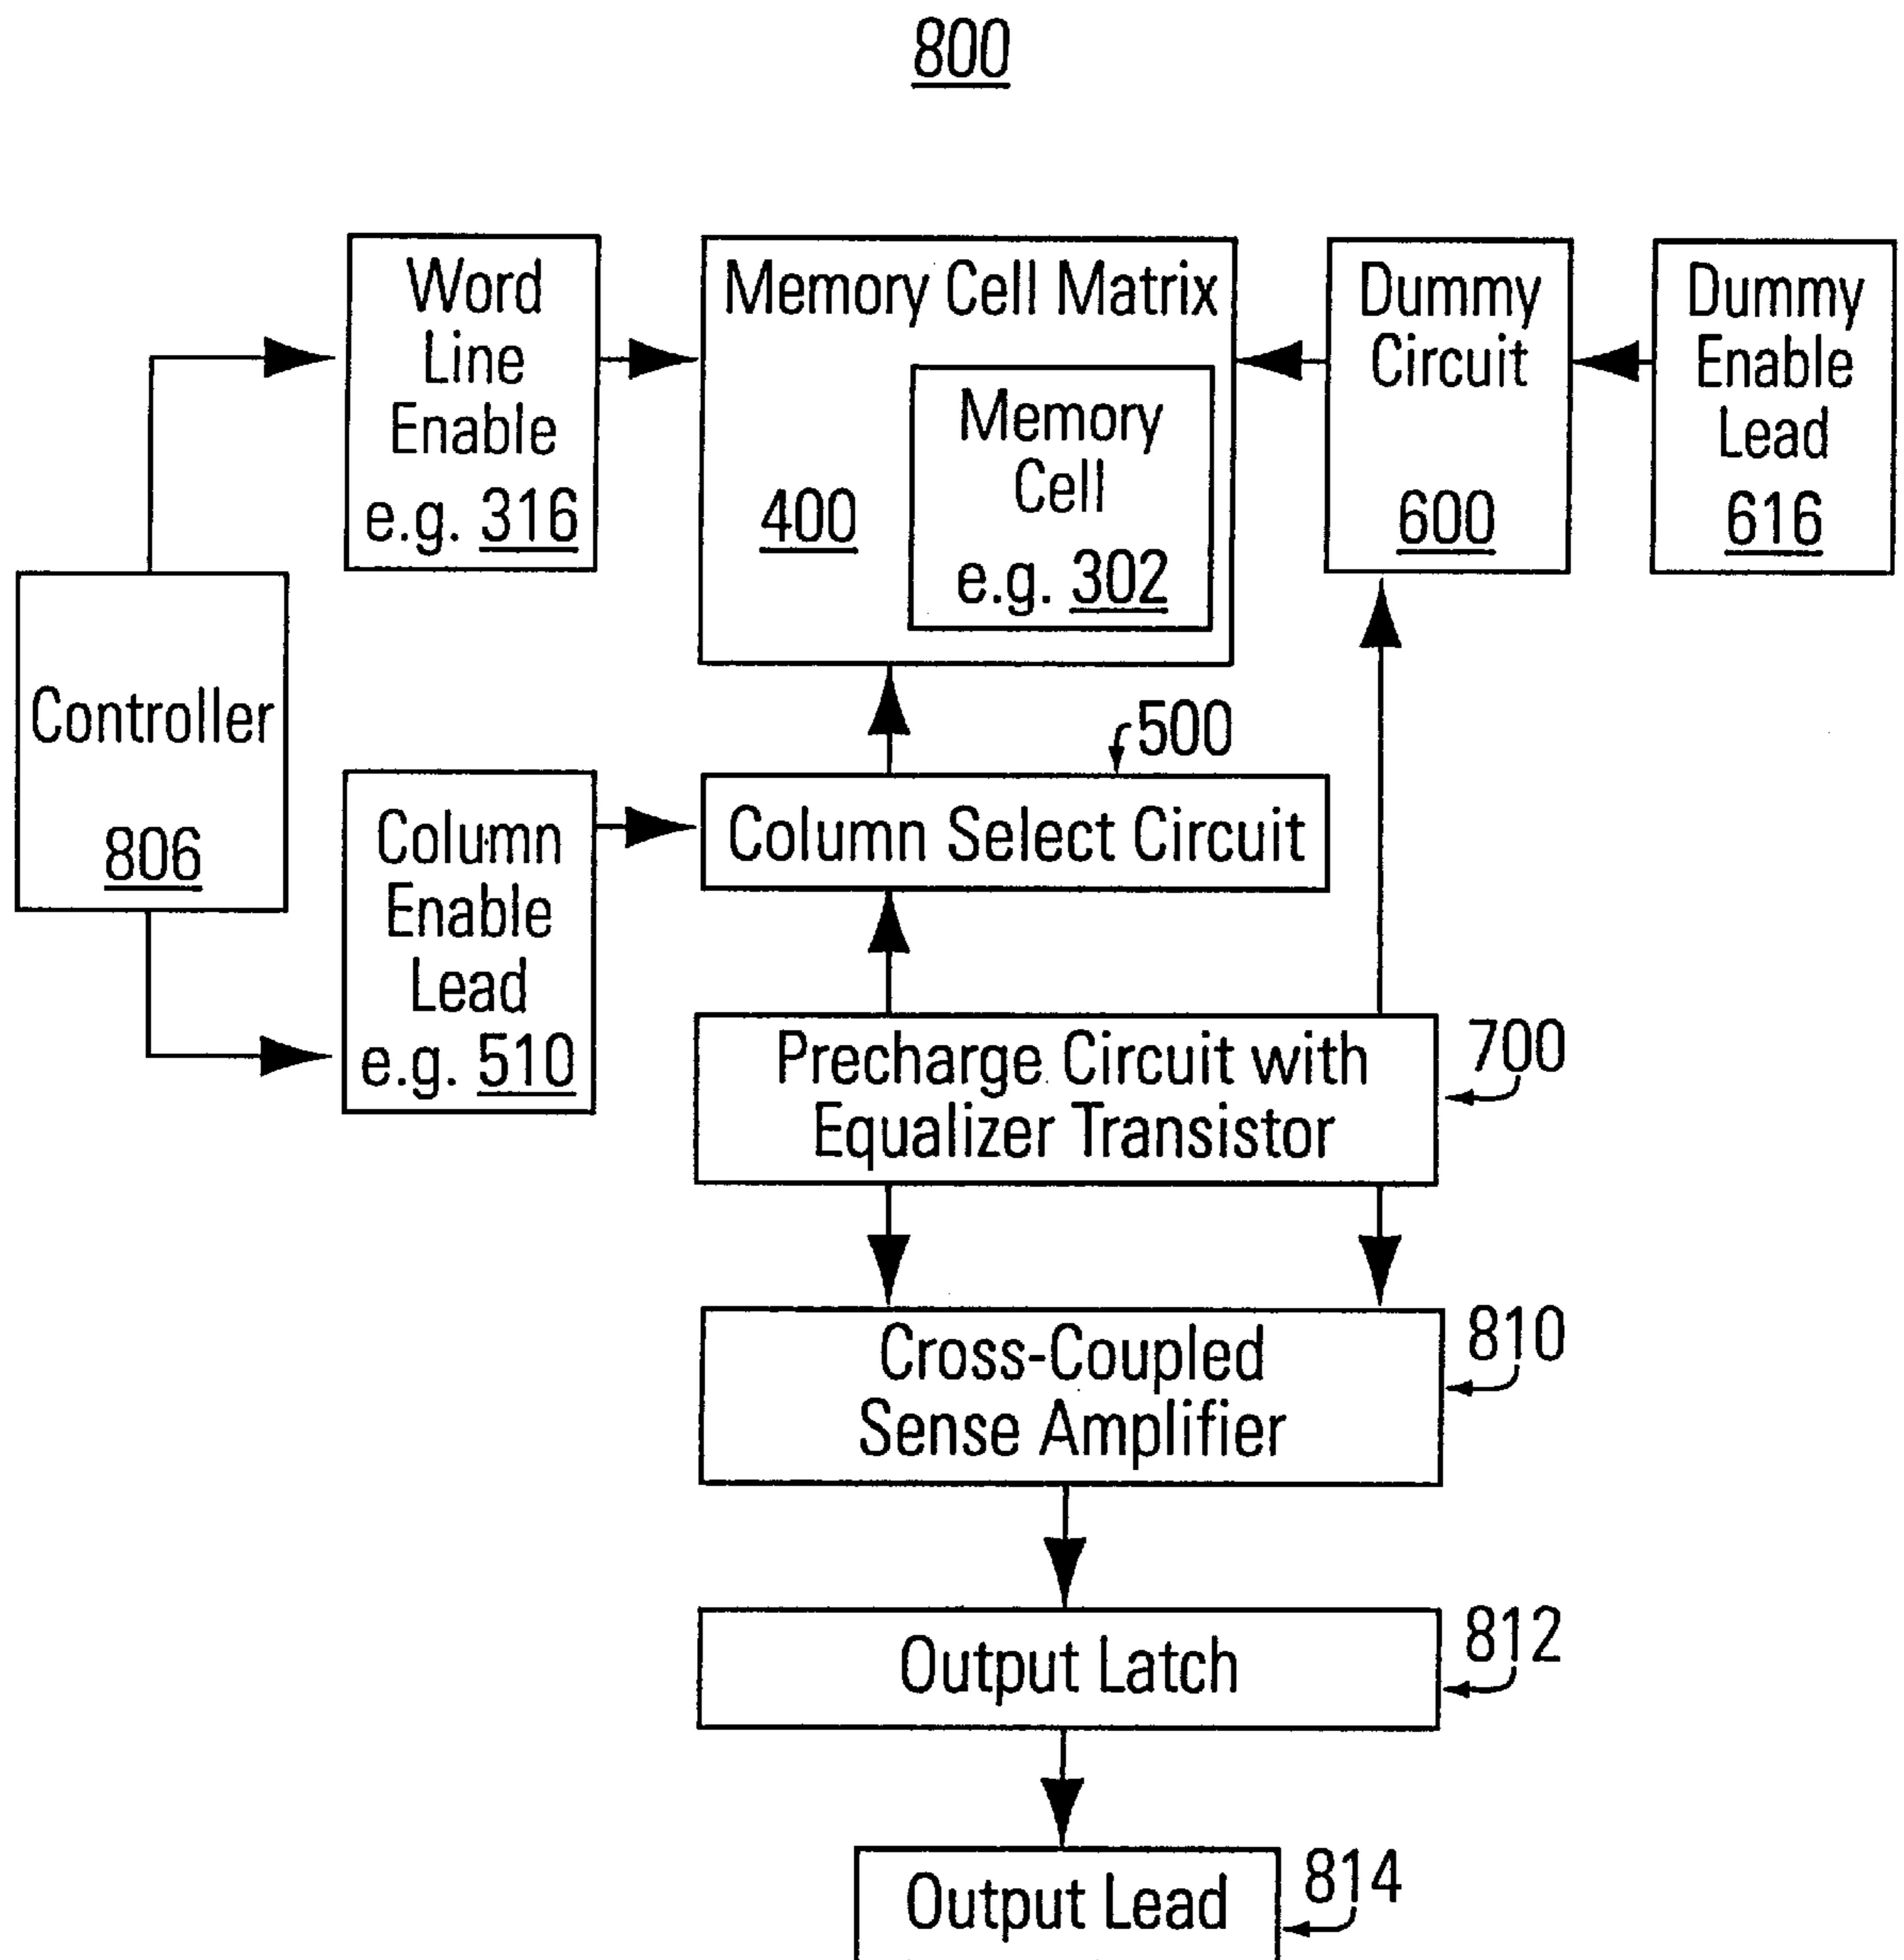 800
Word
Line
Enable
e.g. 316
Memory Cell Matrix
400
Memory
Cell
e.g. 302
Dummy
Circuit
600
Dummy
Enable
Lead
616
Controller
806
Column
Enable
Lead
e.g. 510
500
Column Select Circuit
Precharge Circuit with
Equalizer Transistor
700
Cross-Coupled
Sense Amplifier
810
Output Latch
812
Output Lead
814